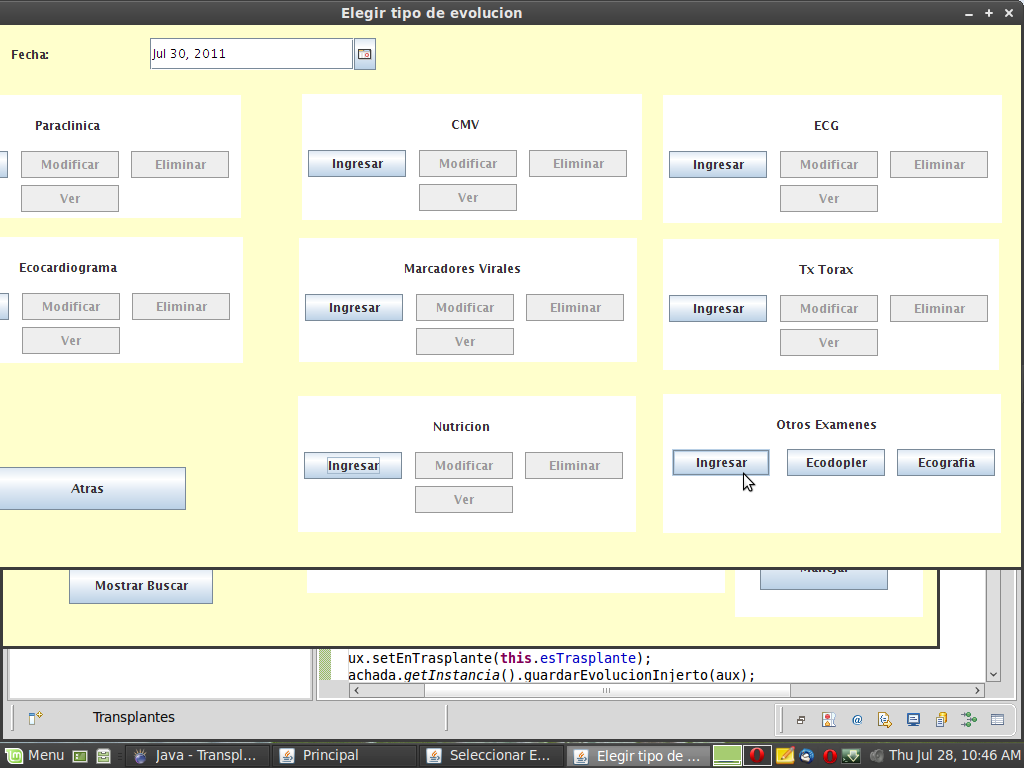 Elegir tipo de evolucion
Fecha:
Jul 30, 2011
Paraclinica
Modificar
Eliminar
Ver
CMV
Ingresar
Modificar
Eliminar
Ver
ECG
Ingresar
Modificar
Eliminar
Ver
Ecocardiograma
Modificar
Eliminar
Ver
Marcadores Virales
Ingresar
Modificar
Eliminar
Ver
Tx Torax
Ingresar
Modificar
Eliminar
Ver
Nutricion
Ingresar
Modificar
Eliminar
Ver
Otros Examenes
Ingresar
Ecodopler
Ecografia
Atras
Mostrar Buscar
ux.setEnTrasplante(this.esTrasplante);
achada.getInstancia().guardarEvolucionInjerto(aux);
Transplantes
Menu
Java - Transpl...
Principal
Seleccionar E...
Elegir tipo de ...
Thu Jul 28, 10:46 AM